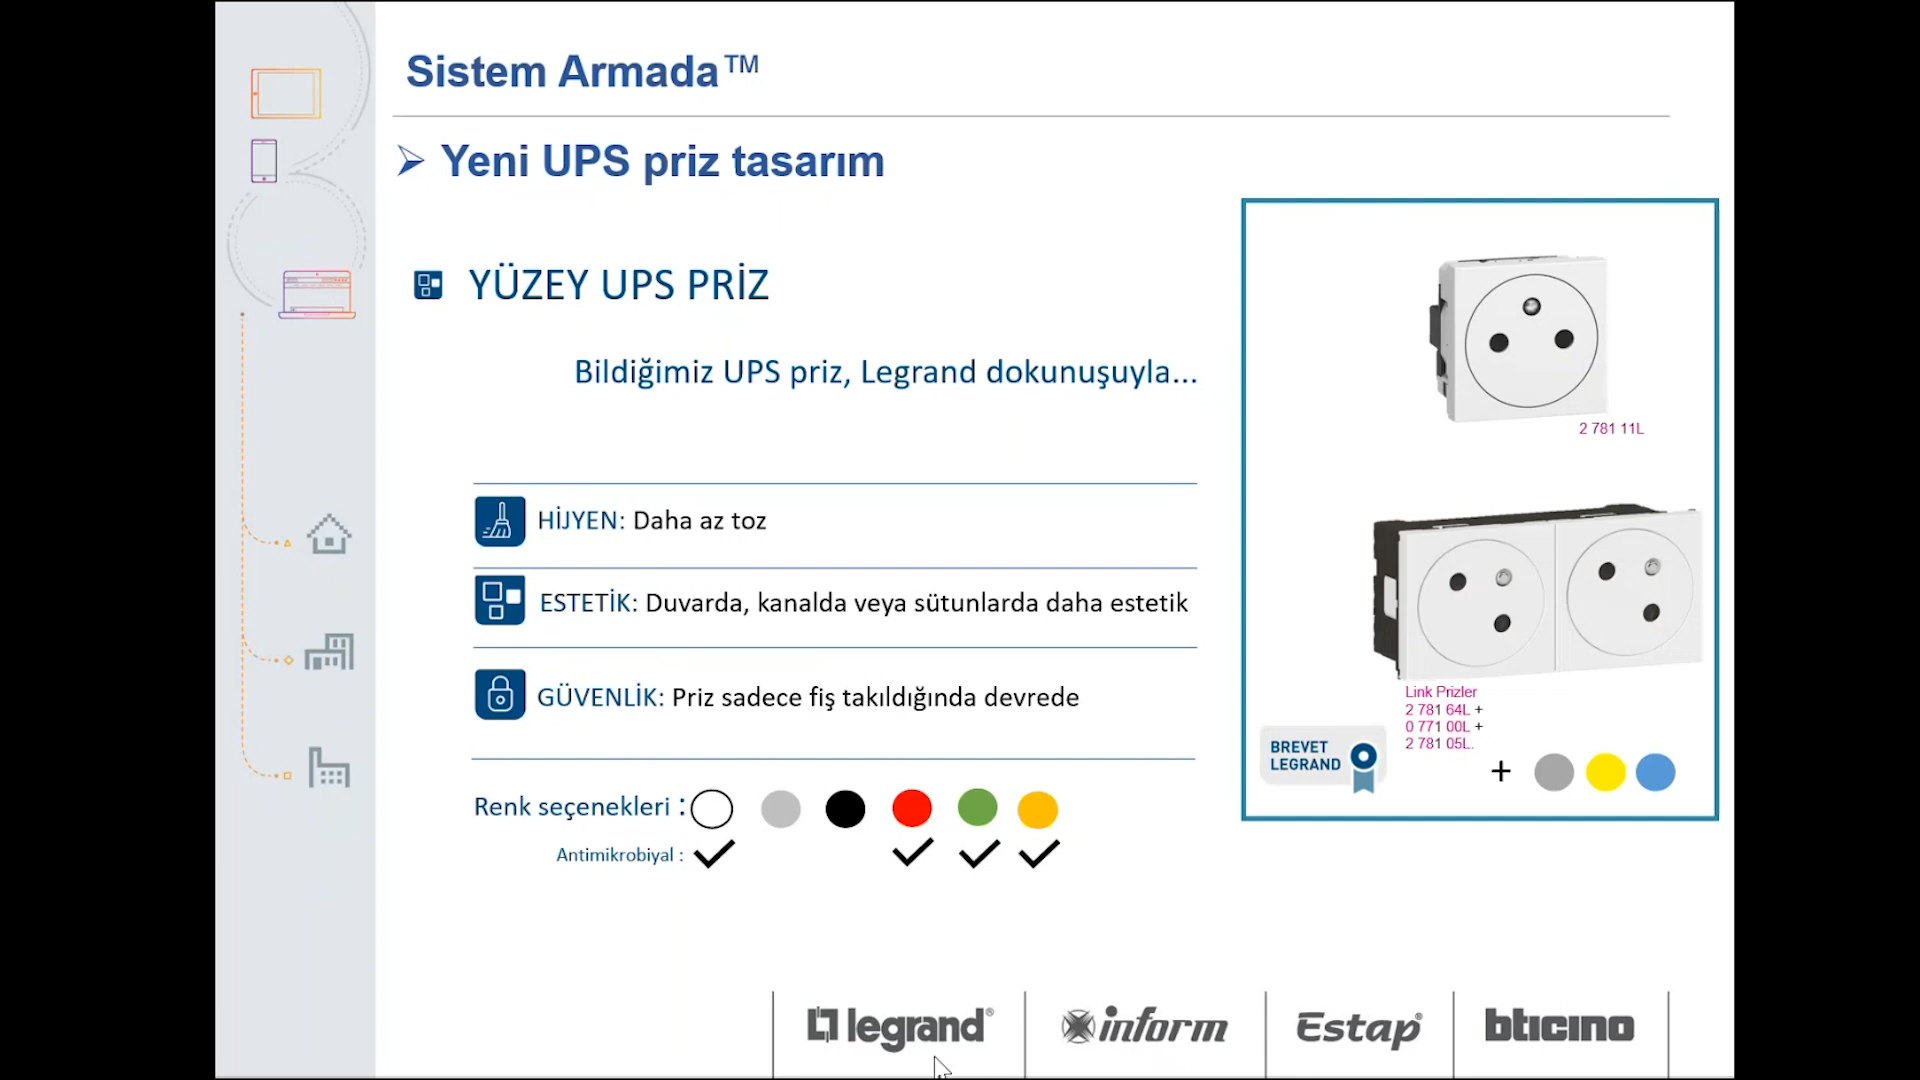 Sistem Armada™
Yeni UPS priz tasarım
YÜZEY UPS PRİZ
Bildiğimiz UPS priz, Legrand dokunuşuyla...
HİJYEN: Daha az toz
ESTETİK: Duvarda, kanalda veya sütunlarda daha estetik
GÜVENLİK: Priz sadece fiş takıldığında devrede
Renk seçenekleri :
Antimikrobiyal :
2 781 11L
Link Prizler
2 781 64L +
0 771 00L +
2 781 05L.
BREVET
LEGRAND
+
legrand®
inform
Estap®
bticino